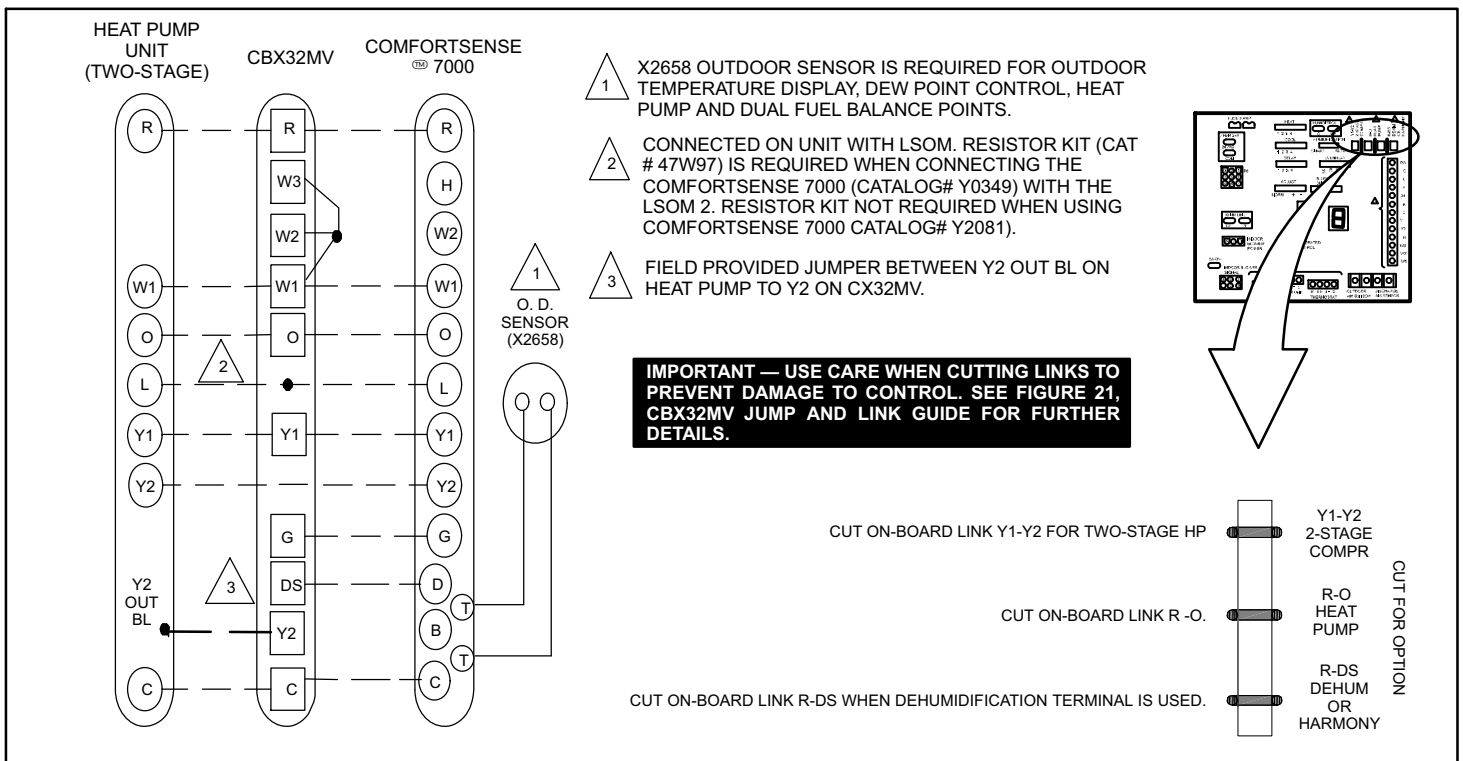 HEAT PUMP
UNIT
(TWO-STAGE)
CBX32MV
COMFORTSENSE
™ 7000
R
W1
O
L
Y1
Y2
Y2
OUT
BL
C
R
W3
W2
W1
O
Y1
G
DS
Y2
C
R
H
W2
W1
O
L
Y1
Y2
G
D
T
B
T
C
2
3
1
O. D.
SENSOR
(X2658)
1
X2658 OUTDOOR SENSOR IS REQUIRED FOR OUTDOOR
TEMPERATURE DISPLAY, DEW POINT CONTROL, HEAT
PUMP AND DUAL FUEL BALANCE POINTS.
2
CONNECTED ON UNIT WITH LSOM. RESISTOR KIT (CAT
# 47W97) IS REQUIRED WHEN CONNECTING THE
COMFORTSENSE 7000 (CATALOG# Y0349) WITH THE
LSOM 2. RESISTOR KIT NOT REQUIRED WHEN USING
COMFORTSENSE 7000 CATALOG# Y2081).
3
FIELD PROVIDED JUMPER BETWEEN Y2 OUT BL ON
HEAT PUMP TO Y2 ON CX32MV.
IMPORTANT — USE CARE WHEN CUTTING LINKS TO
PREVENT DAMAGE TO CONTROL. SEE FIGURE 21,
CBX32MV JUMP AND LINK GUIDE FOR FURTHER
DETAILS.
CUT ON-BOARD LINK Y1-Y2 FOR TWO-STAGE HP
Y1-Y2
2-STAGE
COMPR
CUT ON-BOARD LINK R -O.
R-O
HEAT
PUMP
CUT ON-BOARD LINK R-DS WHEN DEHUMIDIFICATION TERMINAL IS USED.
R-DS
DEHUM
OR
HARMONY
CUT FOR OPTION
HEAT
COOL
DELAY
ADJUST
THERMOSTAT